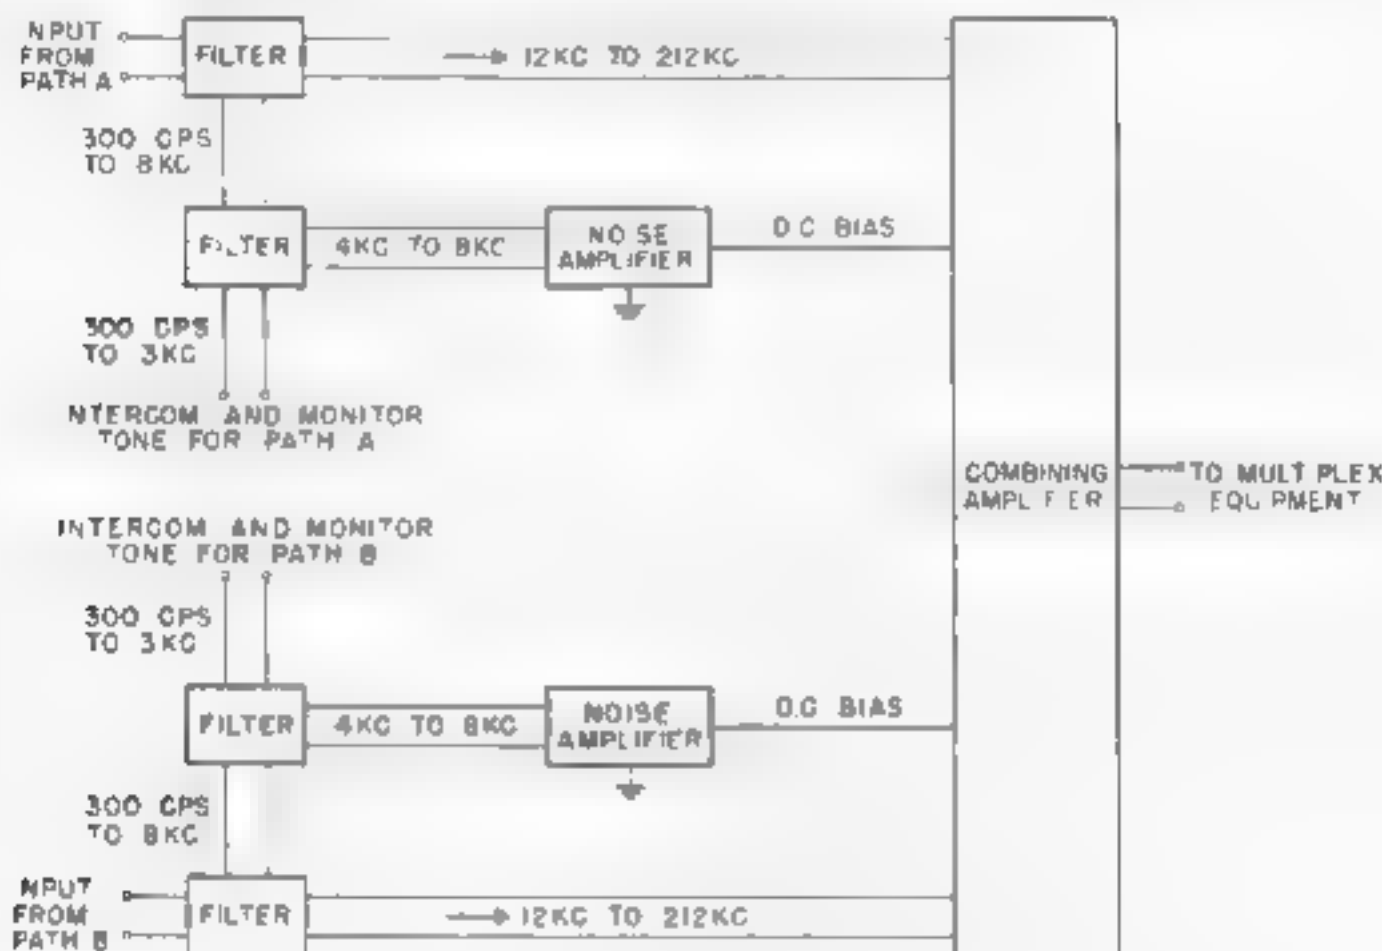 NPUT
FROM
PATH A
FILTER
12KC TO 212KC
300 CPS
TO 8KC
FILTER
4KC TO 8KC
NOISE
AMPLIFIER
D.C BIAS
300 CPS
TO 3KC
NTERCOM AND MONITOR
TONE FOR PATH A
COMBINING
AMPL F ER
TO MULT PLEX
EQU PMENT
INTERCOM AND MONITOR
TONE FOR PATH B
300 CPS
TO 3KC
FILTER
4KC TO 8KC
NOISE
AMPLIFIER
D.C BIAS
300 CPS
TO 8KC
NPUT
FROM
PATH B
FILTER
12KC TO 212KC